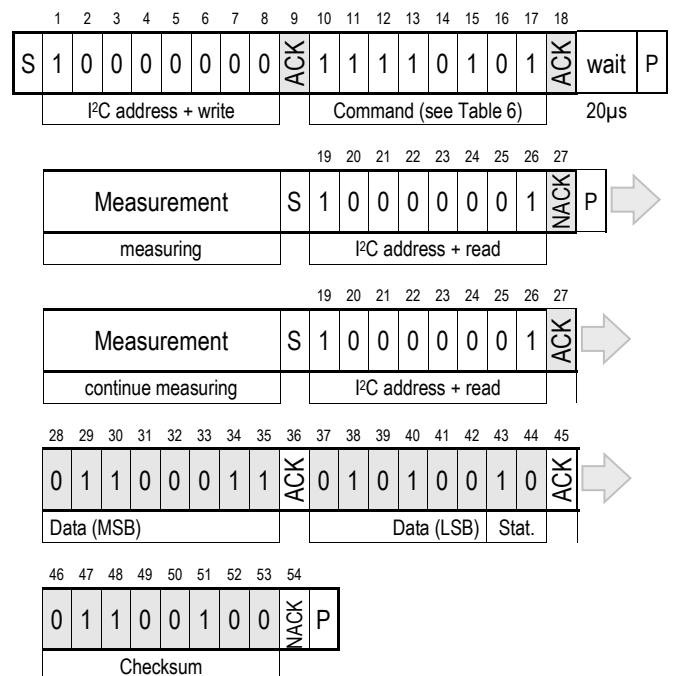 1 2 3 4 5 6 7 8 9 10 11 12 13 14 15 16 17 18
S 1 0 0 0 0 0 0 0 ACK 1 1 1 1 0 1 0 1 ACK wait P
I²C address + write Command (see Table 6) 20µs
19 20 21 22 23 24 25 26 27
Measurement S 1 0 0 0 0 0 0 1 NACK P
measuring I²C address + read
19 20 21 22 23 24 25 26 27
Measurement S 1 0 0 0 0 0 0 1 ACK
continue measuring I²C address + read
28 29 30 31 32 33 34 35 36 37 38 39 40 41 42 43 44 45
0 1 1 0 0 0 1 1 ACK 0 1 0 1 0 0 1 0 ACK
Data (MSB) Data (LSB) Stat.
46 47 48 49 50 51 52 53 54
0 1 1 0 0 1 0 0 NACK P
Checksum